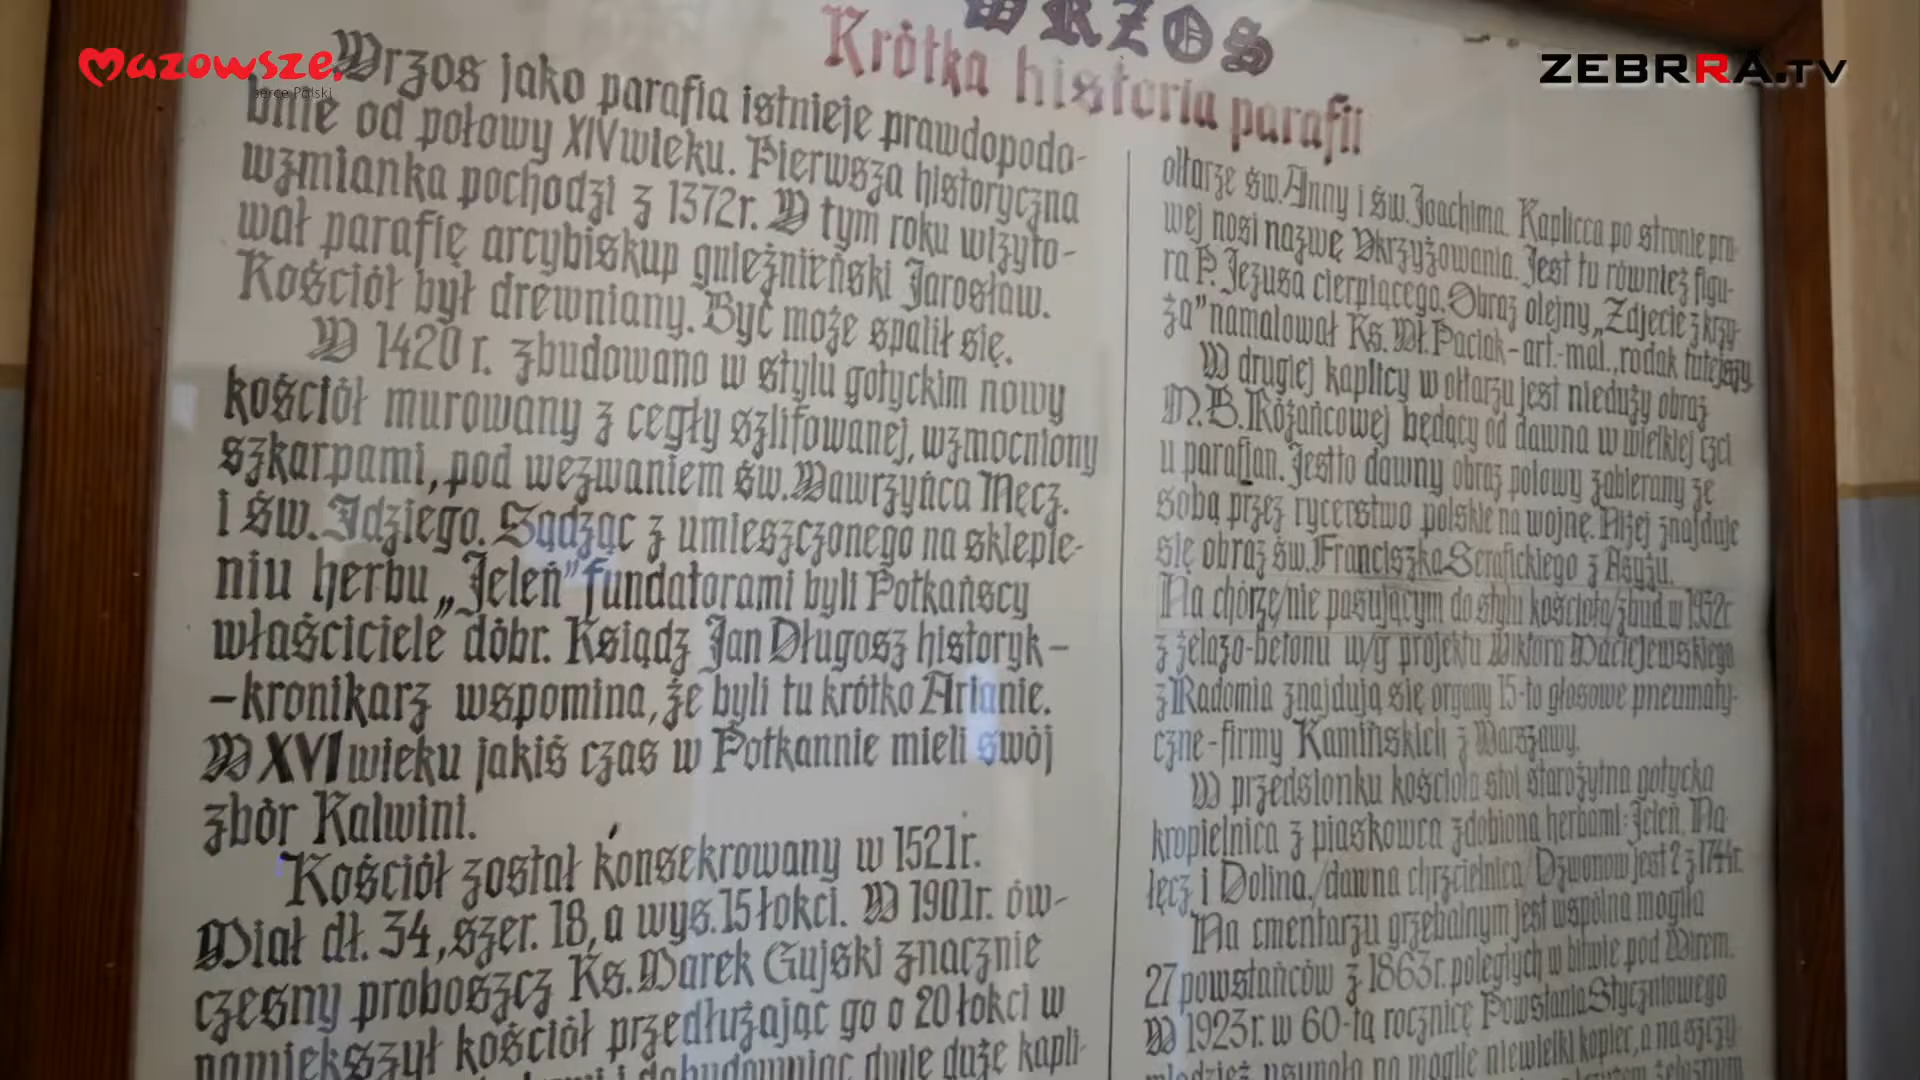 Mazowsze.
serce Polski
ZEBRRA.TV
WRZOS
Krótka historia parafii
Wrzos jako parafia istnieje prawdopodo-
bnie od połowy XIV wieku. Pierwsza historyczna
wzmianka pochodzi z 1372r. W tym roku wizyto-
wał parafię arcybiskup gnieźnieński Jarosław.
Kościół był drewniany. Być może spalił się.
W 1420 r. zbudowano w stylu gotyckim nowy
kościół murowany z cegły szlifowanej, wzmocniony
szkarpami, pod wezwaniem św. Wawrzyńca Męcz.
i św. Idziego. Sądząc z umieszczonego na sklepie-
niu herbu „Jeleń” fundatorami byli Potkańscy
właściciele dóbr. Ksiądz Jan Długosz historyk –
– kronikarz wspomina, że byli tu krótko Arianie.
W XVI wieku jakiś czas w Potkannie mieli swój
zbór Kalwini.
Kościół został konsekrowany w 1521r.
Miał dł. 34, szer. 18, a wys. 15 łokci. W 1901r. ów-
czesny proboszcz Ks. Marek Gujski znacznie
powiększył kościół przedłużając go o 20 łokci w
i dobudowując dwie duże kapli-
ołtarze św. Anny i św. Joachima. Kaplicca po stronie pra-
wej nosi nazwę Ukrzyżowania. Jest tu również figu-
ra P. Jezusa cierpiącego. Obraz olejny „Zdjęcie z krzy-
ża” namalował Ks. Wł. Paciak – art.-mal., rodak tutejszy.
W drugiej kaplicy w ołtarzu jest nieduży obraz
M. B. Różańcowej będący od dawna w wielkiej czci
u parafian. Jest to dawny obraz polowy zabierany ze
sobą przez rycerstwo polskie na wojnę. Niżej znajduje
się obraz św. Franciszka Serafickiego z Asyżu.
Na chórze /nie pasującym do stylu kościoła/ zbud. w 1952r.
z żelazo-betonu w/g projektu Wiktora Maciejewskiego
z Radomia znajdują się organy 15-to głosowe pneumaty-
czne – firmy Kamińskich z Warszawy.
W przedsionku kościoła stoi starożytna gotycka
kropielnica z piaskowca zdobiona herbami: Jeleń, Na-
łęcz i Dolina. /dawna chrzcielnica/ Dzwonów jest 2 z 1744r.
Na cmentarzu grzebalnym jest wspólna mogiła
27 powstańców z 1863r. poległych w bitwie pod Wirem.
W 1923r. w 60-tą rocznicę Powstania Styczniowego
młodzież usypała na mogile niewielki kopiec, a na szczy-